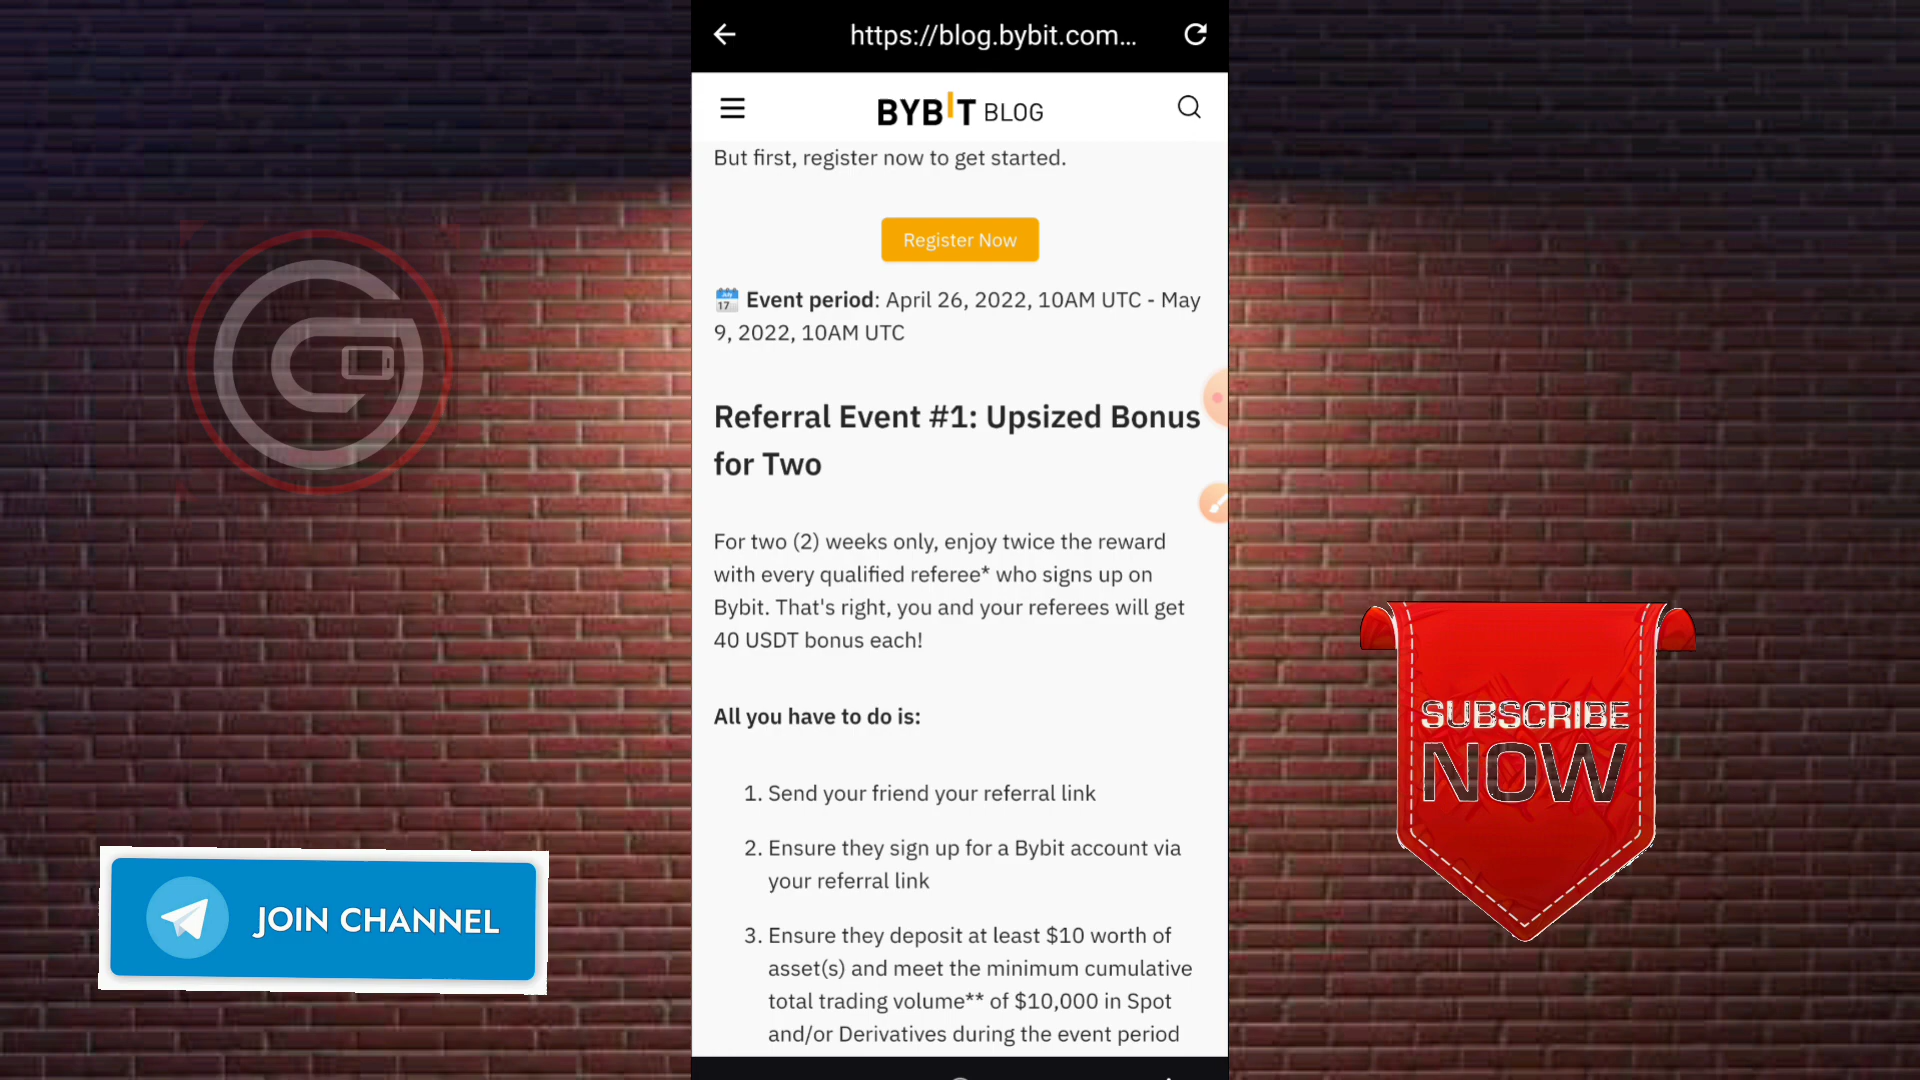 https://blog.bybit.com...
BYBIT BLOG
But first, register now to get started.
Register Now
Event period: April 26, 2022, 10AM UTC - May
9, 2022, 10AM UTC
Referral Event #1: Upsized Bonus
for Two
For two (2) weeks only, enjoy twice the reward
with every qualified referee* who signs up on
Bybit. That's right, you and your referees will get
40 USDT bonus each!
All you have to do is:
1. Send your friend your referral link
2. Ensure they sign up for a Bybit account via
your referral link
3. Ensure they deposit at least $10 worth of
asset(s) and meet the minimum cumulative
total trading volume** of $10,000 in Spot
and/or Derivatives during the event period
JOIN CHANNEL
SUBSCRIBE
NOW